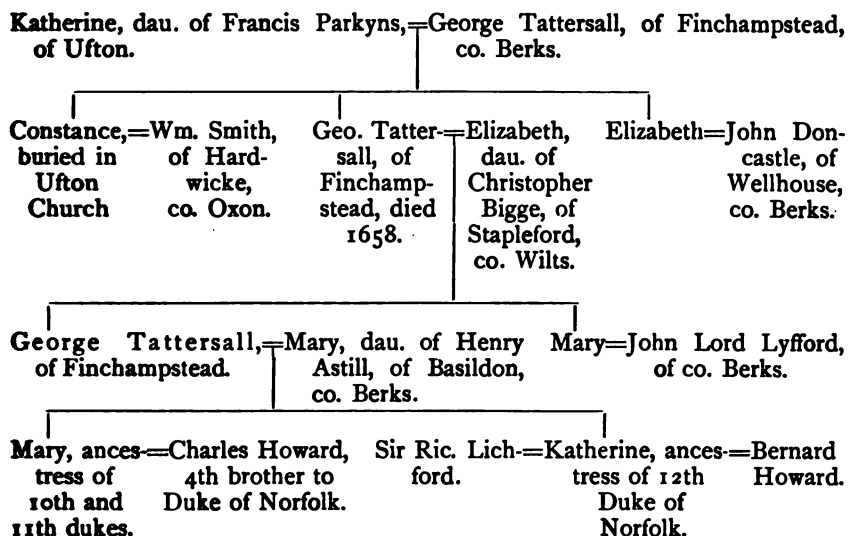 Katherine, dau. of Francis Parkyns,=George Tattersall, of Finchampstead,
of Ufton.
co. Berks.
Constance,=Wm. Smith,
buried in
of Hard-
Ufton
wicke,
Church
co. Oxon.
Geo. Tatter-=Elizabeth,
sall, of
dau. of
Finchamp-
Christopher
stead, died
Bigge, of
1658.
Stapleford,
co. Wilts.
Elizabeth=John Don-
castle, of
Wellhouse,
co. Berks.
George Tattersall,=Mary, dau. of Henry
of Finchampstead.
Astill, of Basildon,
co. Berks.
Mary=John Lord Lyfford,
of co. Berks.
Mary, ances-=Charles Howard,
tress of
4th brother to
10th and
Duke of Norfolk.
11th dukes.
Sir Ric. Lich-=Katherine, ances-=Bernard
ford.
tress of 12th
Howard.
Duke of
Norfolk.